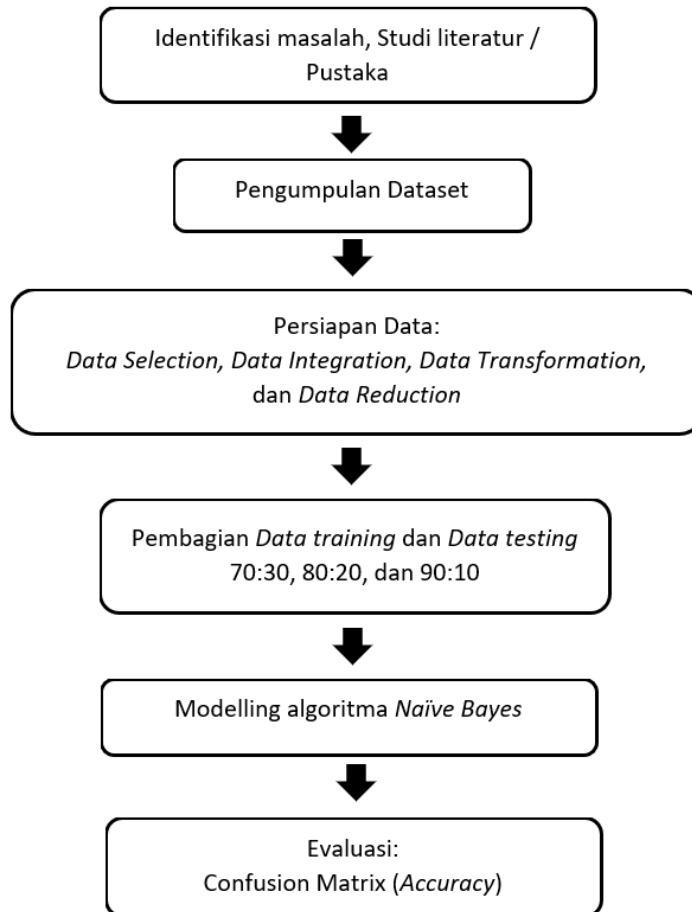 Identifikasi masalah, Studi literatur /
Pustaka
Pengumpulan Dataset
Persiapan Data:
Data Selection, Data Integration, Data Transformation,
dan Data Reduction
Pembagian Data training dan Data testing
70:30, 80:20, dan 90:10
Modelling algoritma Naïve Bayes
Evaluasi:
Confusion Matrix (Accuracy)